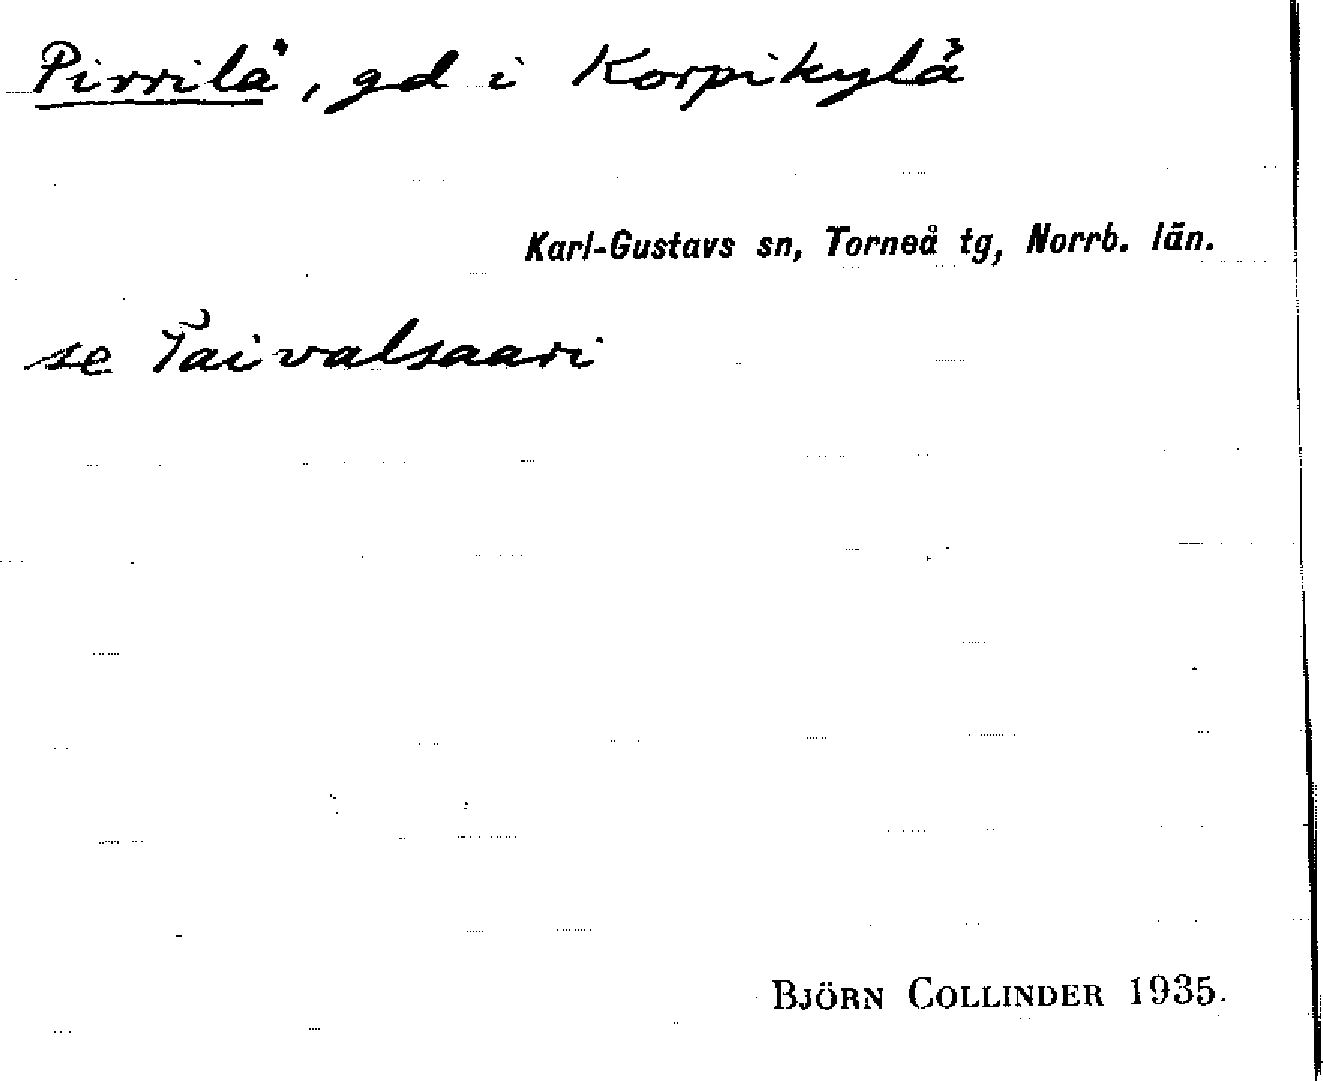 Pirrilä, gd i Korpikylä
Karl-Gustavs sn, Torneå tg, Norrb. län.
se Taivalsaari
BJÖRN COLLINDER 1935.